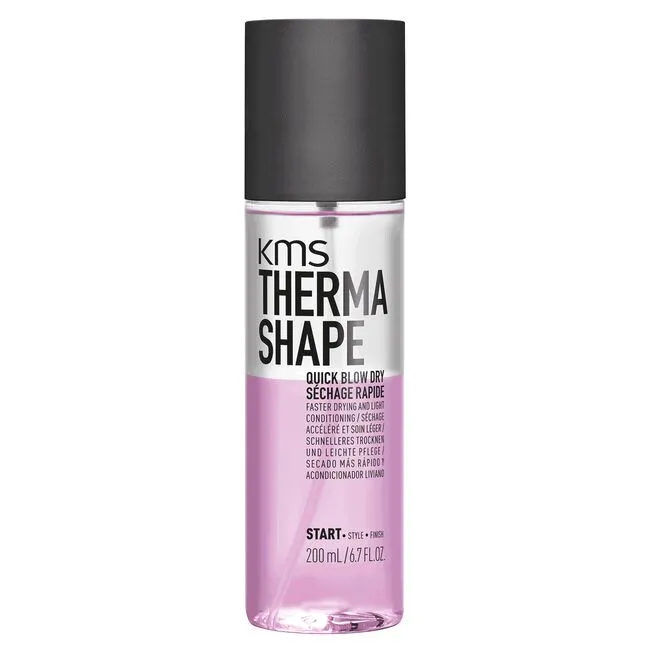 KMS
THERMA
SHAPE
QUICK BLOW DRY
SÉCHAGE RAPIDE
FASTER DRYING AND LIGHT
CONDITIONING / SÉCHAGE
ACCÉLÉRÉ ET SOIN LÉGER /
SCHNELLERES TROCKNEN
UND LEICHTE PFLEGE /
SECADO MÁS RÁPIDO Y
ACONDICIONADOR LIVIANO
START • STYLE • FINISH
200 mL/6.7 FL.OZ.